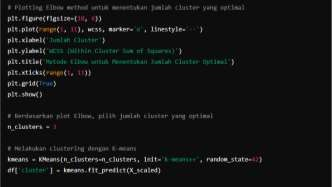 # Plotting Elbow method untuk menentukan jumlah cluster yang optimal
plt.figure(figsize=(10, 6))
plt.plot(range(1, 11), wcss, marker='o', linestyle='--')
plt.xlabel('Jumlah Cluster')
plt.ylabel('WCSS (Within Cluster Sum of Squares)')
plt.title('Metode Elbow untuk Menentukan Jumlah Cluster Optimal')
plt.xticks(range(1, 11))
plt.grid(True)
plt.show()
# Berdasarkan plot Elbow, pilih jumlah cluster yang optimal
n_clusters = 3
# Melakukan clustering dengan K-means
kmeans = KMeans(n_clusters=n_clusters, init='k-means++', random_state=42)
df['cluster'] = kmeans.fit_predict(X_scaled)